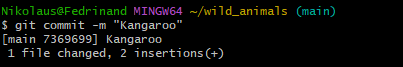 Nikolaus@Fedrinand MINGW64 ~/wild_animals (main)
$ git commit -m "Kangaroo"
[main 7369699] Kangaroo
 1 file changed, 2 insertions(+)